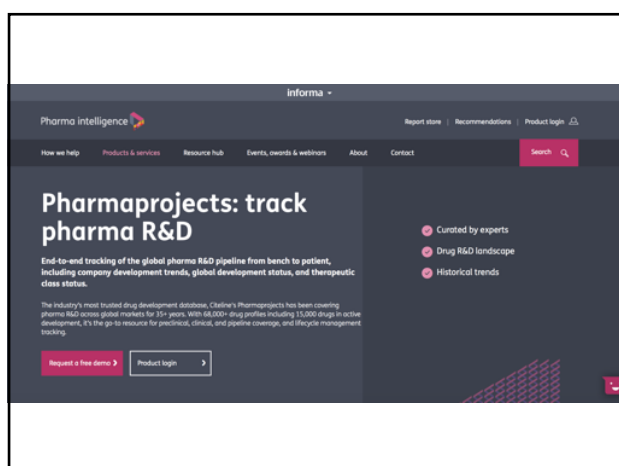 informa
Pharma intelligence
Report store | Recommendations | Product login
How we help Products & services Resource hub Events, awards & webinars About Contact Search
Pharmaprojects: track
pharma R&D
End-to-end tracking of the global pharma R&D pipeline from bench to patient,
including company development trends, global development status, and therapeutic
class status.
The industry's most trusted drug development database, Citeline's Pharmaprojects has been covering
pharma R&D across global markets for 35+ years. With 68,000+ drug profiles including 15,000 drugs in active
development, it's the go-to resource for preclinical, clinical, and pipeline coverage, and lifecycle management
tracking.
Request a free demo Product login
Curated by experts
Drug R&D landscape
Historical trends